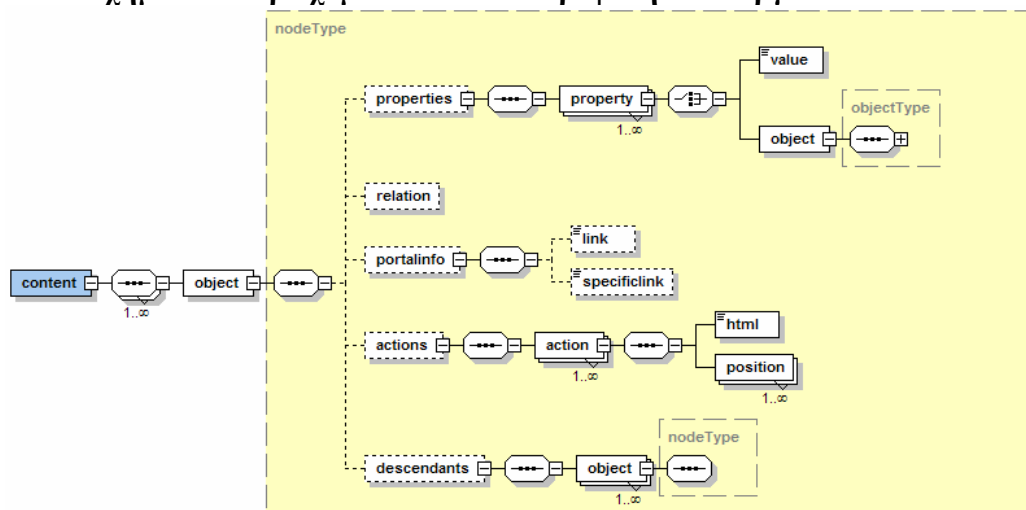 nodeType
value
properties
property
1..∞
objectType
object
relation
link
portalinfo
specificlink
content
1..∞
object
html
actions
action
1..∞
position
1..∞
nodeType
descendants
object
1..∞